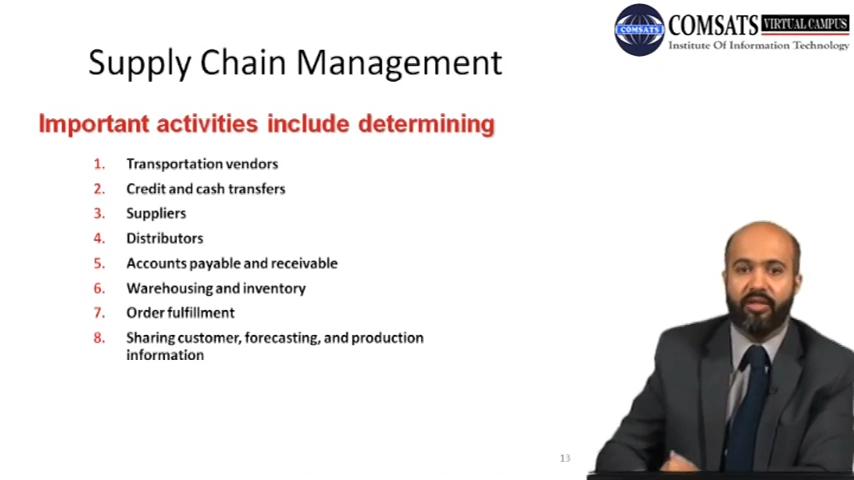 COMSATS VIRTUAL CAMPUS
COMSATS
Institute Of Information Technology
Supply Chain Management
Important activities include determining
1. Transportation vendors
2. Credit and cash transfers
3. Suppliers
4. Distributors
5. Accounts payable and receivable
6. Warehousing and inventory
7. Order fulfillment
8. Sharing customer, forecasting, and production
information
13